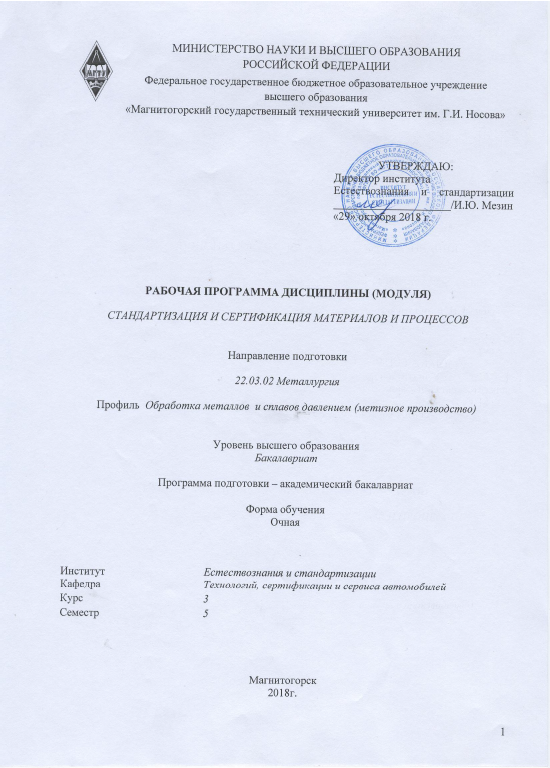 МИНИСТЕРСТВО НАУКИ И ВЫСШЕГО ОБРАЗОВАНИЯ
РОССИЙСКОЙ ФЕДЕРАЦИИ
Федеральное государственное бюджетное образовательное учреждение
высшего образования
«Магнитогорский государственный технический университет им. Г.И. Носова»
УТВЕРЖДАЮ:
Директор института
Естествознания и стандартизации
/И.Ю. Мезин
«29» октября 2018 г.
РАБОЧАЯ ПРОГРАММА ДИСЦИПЛИНЫ (МОДУЛЯ)
СТАНДАРТИЗАЦИЯ И СЕРТИФИКАЦИЯ МАТЕРИАЛОВ И ПРОЦЕССОВ
Направление подготовки
22.03.02 Металлургия
Профиль Обработка металлов и сплавов давлением (метизное производство)
Уровень высшего образования
Бакалавриат
Программа подготовки – академический бакалавриат
Форма обучения
Очная
Институт Естествознания и стандартизации
Кафедра Технологий, сертификации и сервиса автомобилей
Курс 3
Семестр 5
Магнитогорск
2018г.
1